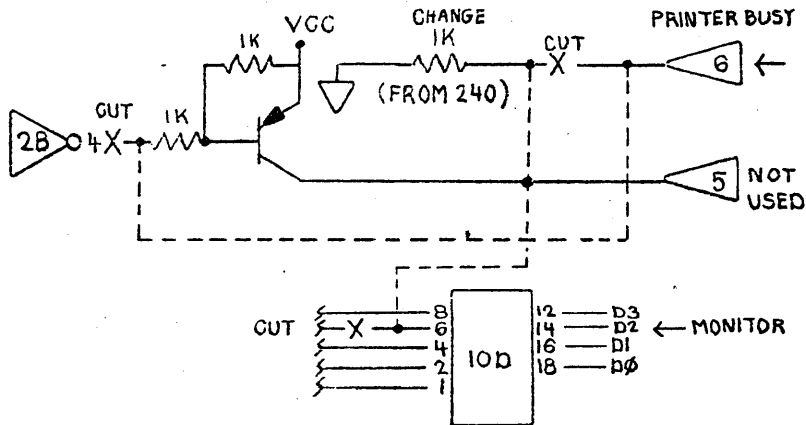 CHANGE
PRINTER BUSY
VCC
1K
1K
CUT
6
(FROM 240)
CUT
2B
4
1K
5
NOT
USED
8
12
D3
CUT
6
14
D2
MONITOR
4
16
D1
10D
2
18
DØ
1